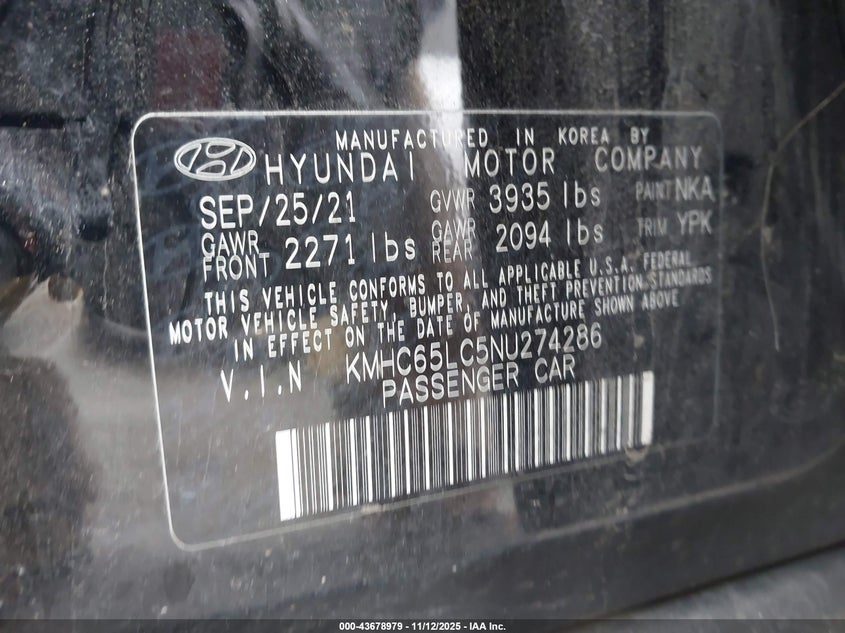 MANUFACTURED IN KOREA BY
HYUNDAI MOTOR COMPANY
SEP/25/21 GVWR 3935 lbs PAINT NKA
GAWR FRONT 2271 lbs GAWR REAR 2094 lbs TRIM YPK
THIS VEHICLE CONFORMS TO ALL APPLICABLE U.S.A. FEDERAL
MOTOR VEHICLE SAFETY, BUMPER, AND THEFT PREVENTION STANDARDS
IN EFFECT ON THE DATE OF MANUFACTURE SHOWN ABOVE
V.I.N KMHC65LC5NU274286
PASSENGER CAR
000-43678979 - 11/12/2025 - IAA Inc.